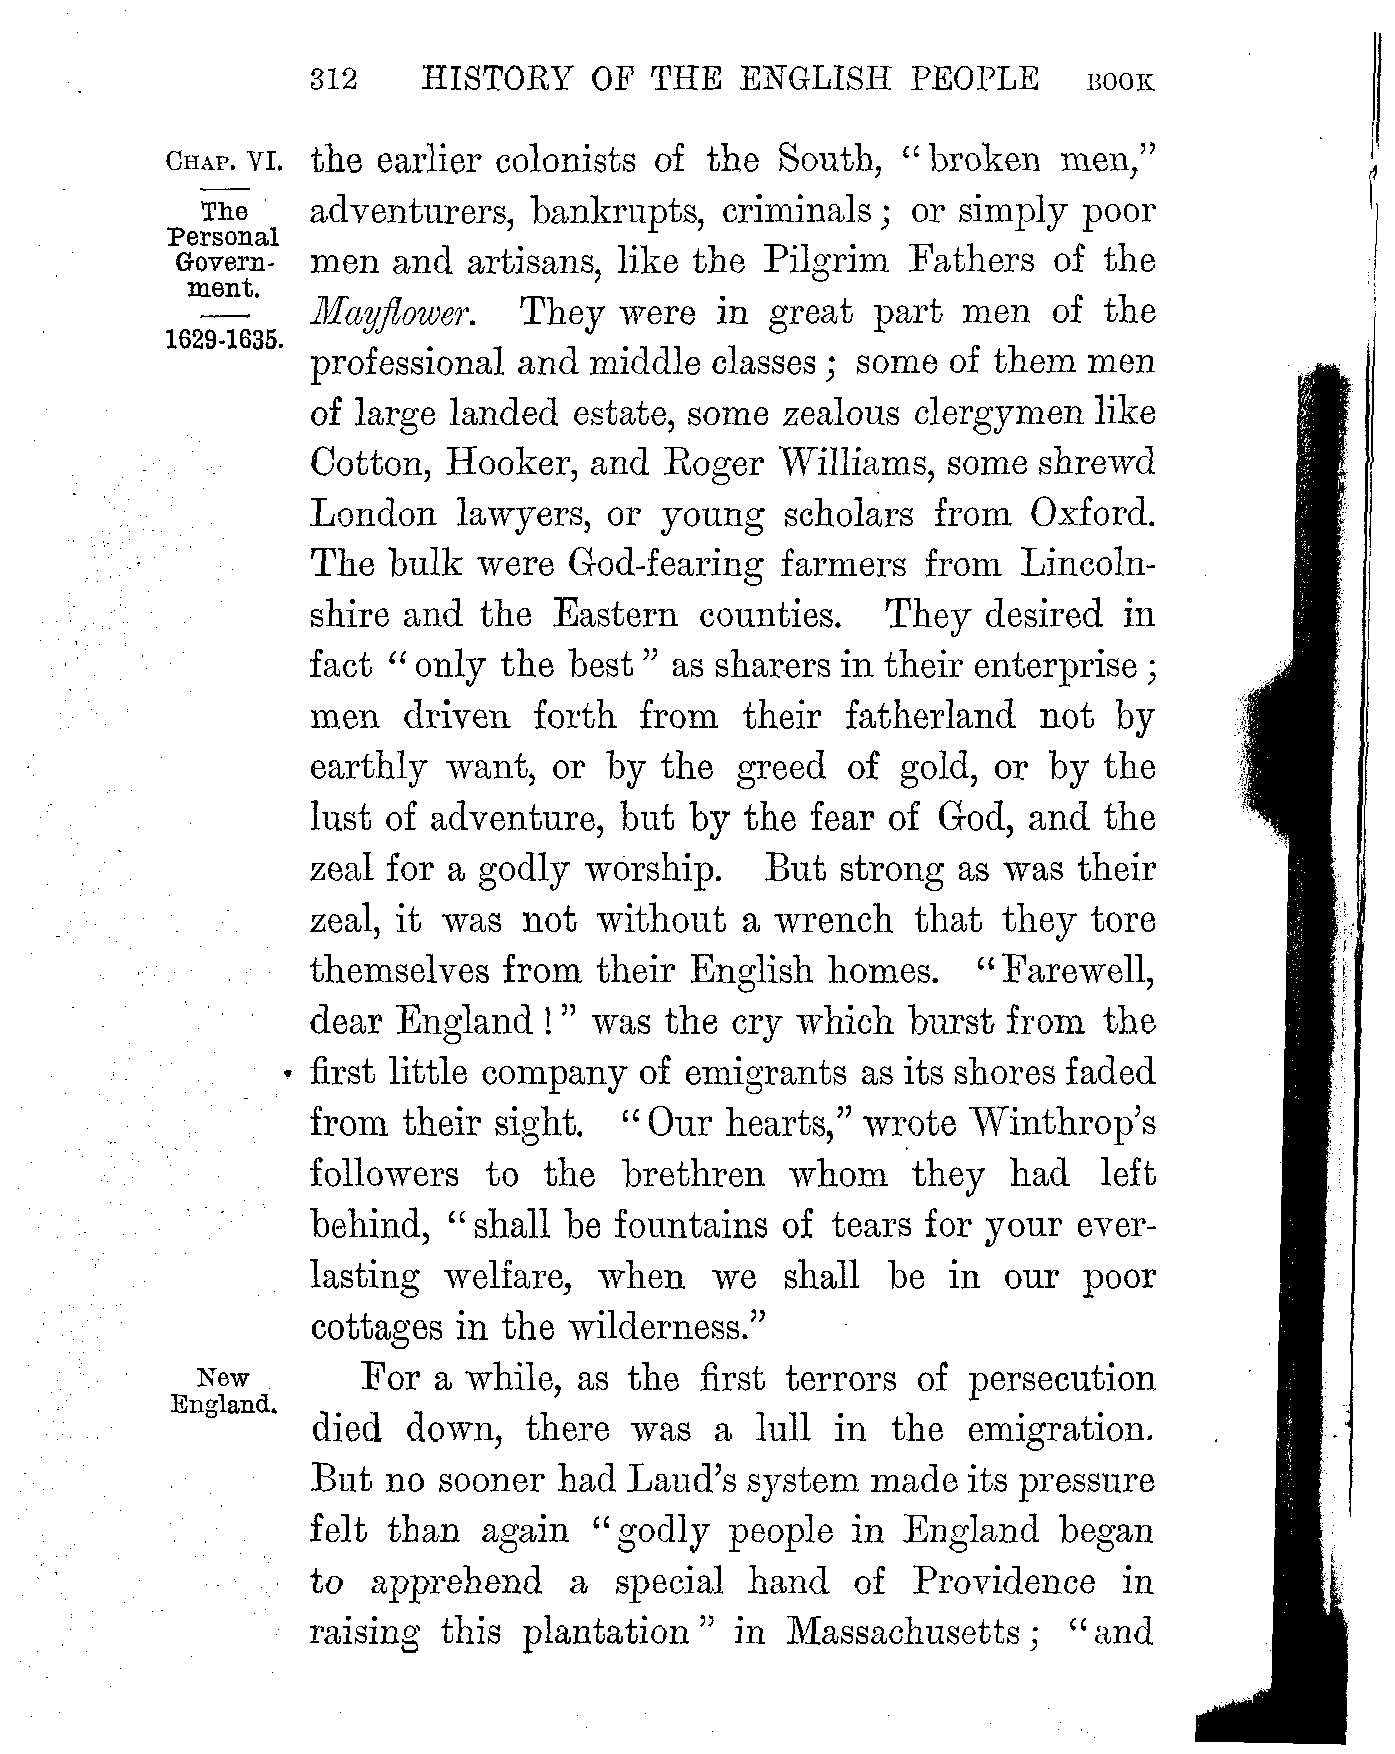 312 HISTORY OF THE ENGLISH PEOPLE BOOK
CHAP. VI.
The
Personal
Govern-
ment.
1629-1635.
the earlier colonists of the South, “broken men,”
adventurers, bankrupts, criminals; or simply poor
men and artisans, like the Pilgrim Fathers of the
Mayflower. They were in great part men of the
professional and middle classes; some of them men
of large landed estate, some zealous clergymen like
Cotton, Hooker, and Roger Williams, some shrewd
London lawyers, or young scholars from Oxford.
The bulk were God-fearing farmers from Lincoln-
shire and the Eastern counties. They desired in
fact “only the best” as sharers in their enterprise;
men driven forth from their fatherland not by
earthly want, or by the greed of gold, or by the
lust of adventure, but by the fear of God, and the
zeal for a godly worship. But strong as was their
zeal, it was not without a wrench that they tore
themselves from their English homes. “Farewell,
dear England!” was the cry which burst from the
first little company of emigrants as its shores faded
from their sight. “Our hearts,” wrote Winthrop’s
followers to the brethren whom they had left
behind, “shall be fountains of tears for your ever-
lasting welfare, when we shall be in our poor
cottages in the wilderness.”
New
England.
For a while, as the first terrors of persecution
died down, there was a lull in the emigration.
But no sooner had Laud’s system made its pressure
felt than again “godly people in England began
to apprehend a special hand of Providence in
raising this plantation” in Massachusetts; “and